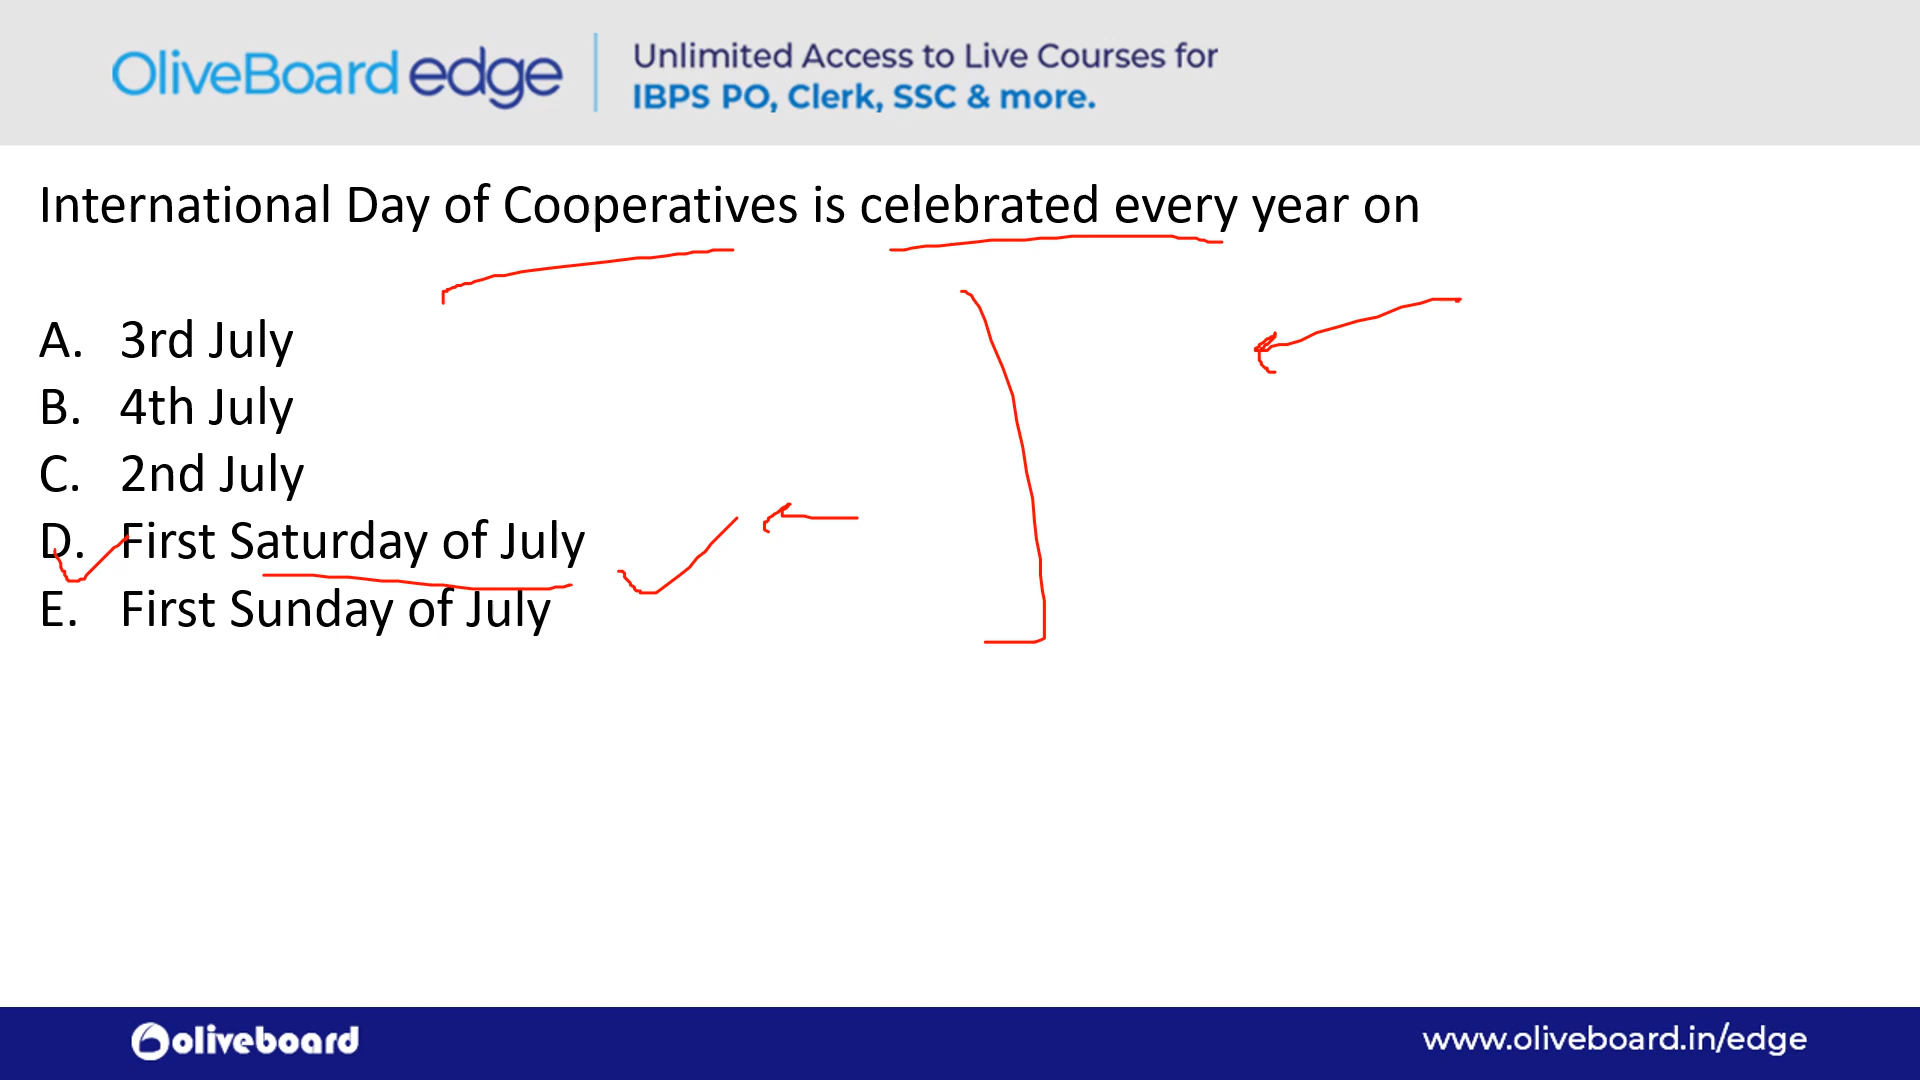 OliveBoard edge
Unlimited Access to Live Courses for
IBPS PO, Clerk, SSC & more.
International Day of Cooperatives is celebrated every year on
A. 3rd July
B. 4th July
C. 2nd July
D. First Saturday of July
E. First Sunday of July
oliveboard
www.oliveboard.in/edge